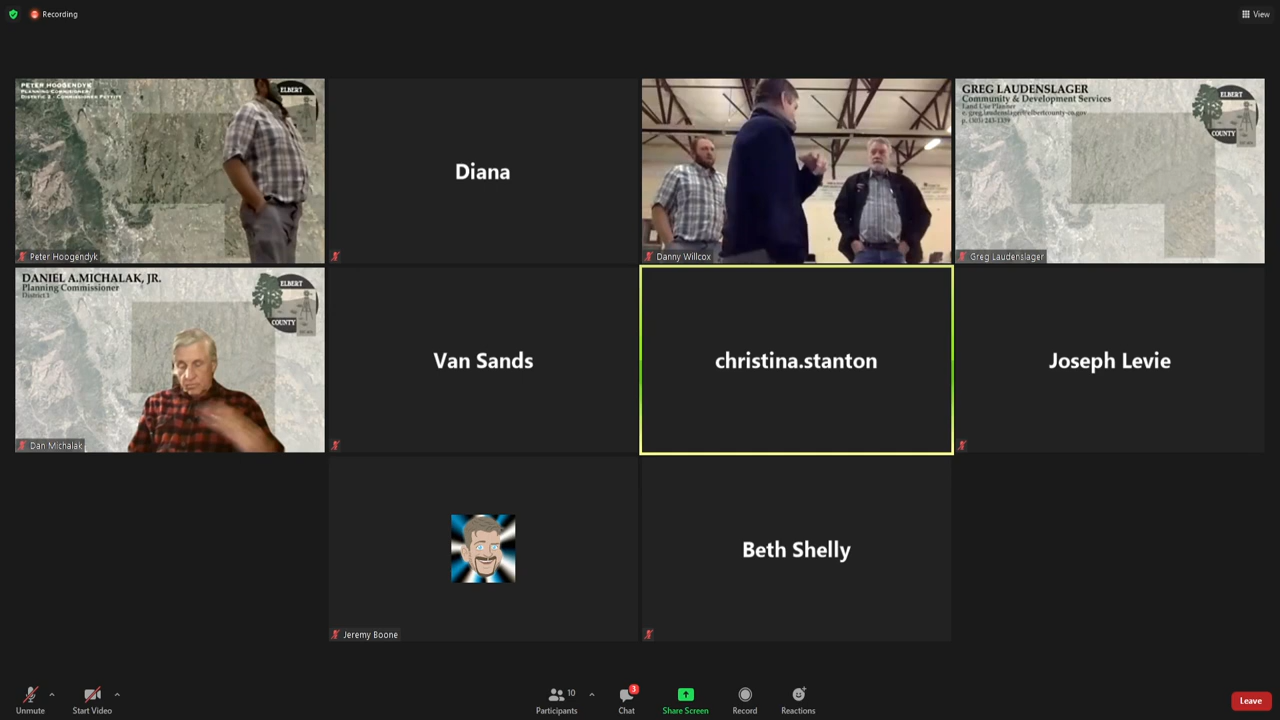 Recording
View
PETER HOOGENDYK
ELBERT
Peter Hoogendyk
Diana
Danny Willcox
GREG LAUDENSLAGER
Community & Development Services
Land Use Planner
ELBERT
COUNTY
Greg Laudenslager
DANIEL A.MICHALAK, JR.
Planning Commissioner
District 1
ELBERT
COUNTY
Dan Michalak
Van Sands
christina.stanton
Joseph Levie
Jeremy Boone
Beth Shelly
Unmute
Start Video
10
Participants
3
Chat
Share Screen
Record
Reactions
Leave